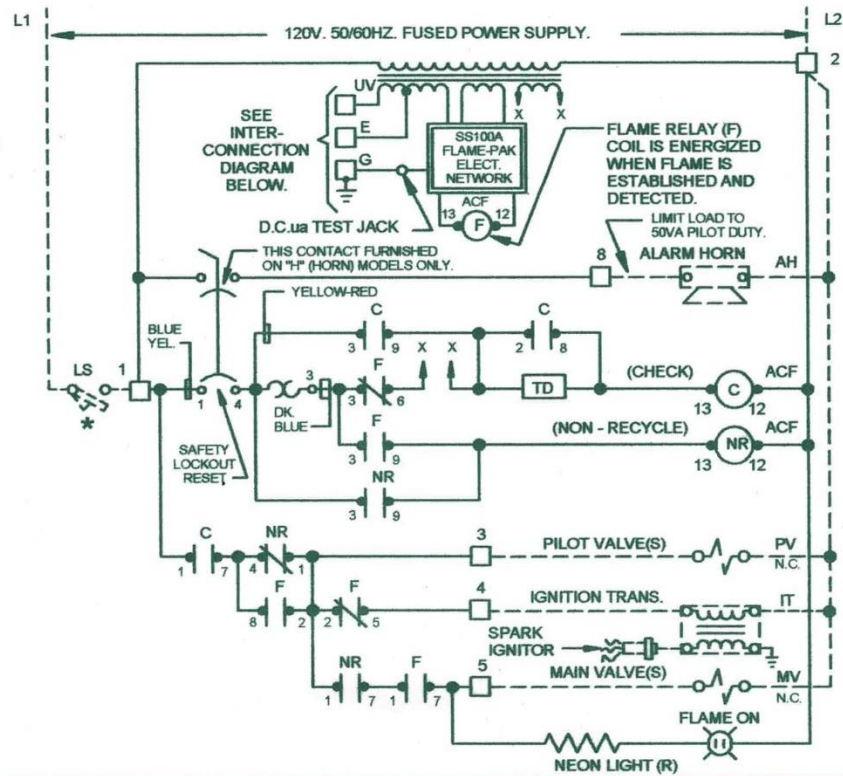 L1
L2
120V. 50/60HZ. FUSED POWER SUPPLY.
2
UV
SEE
INTER-
CONNECTION
DIAGRAM
BELOW.
E
G
X X
SS100A
FLAME-PAK
ELECT.
NETWORK
FLAME RELAY (F)
COIL IS ENERGIZED
WHEN FLAME IS
ESTABLISHED AND
DETECTED.
ACF
13 F 12
D.C.ua TEST JACK
LIMIT LOAD TO
50VA PILOT DUTY.
THIS CONTACT FURNISHED
ON "H" (HORN) MODELS ONLY.
8
ALARM HORN
AH
YELLOW-RED
BLUE
YEL.
LS
*
1
1 4
C
3 9
X X
C
2 8
3
DK.
BLUE
F
3 6
TD
(CHECK)
C
ACF
13 12
SAFETY
LOCKOUT
RESET
F
3 9
(NON - RECYCLE)
NR
ACF
13 12
NR
3 9
C
1 7
NR
4 1
3
PILOT VALVE(S)
PV
N.C.
F
8 2
F
2 5
4
IGNITION TRANS.
IT
SPARK
IGNITOR
NR
1 7
F
1 7
5
MAIN VALVE(S)
MV
N.C.
FLAME ON
NEON LIGHT (R)